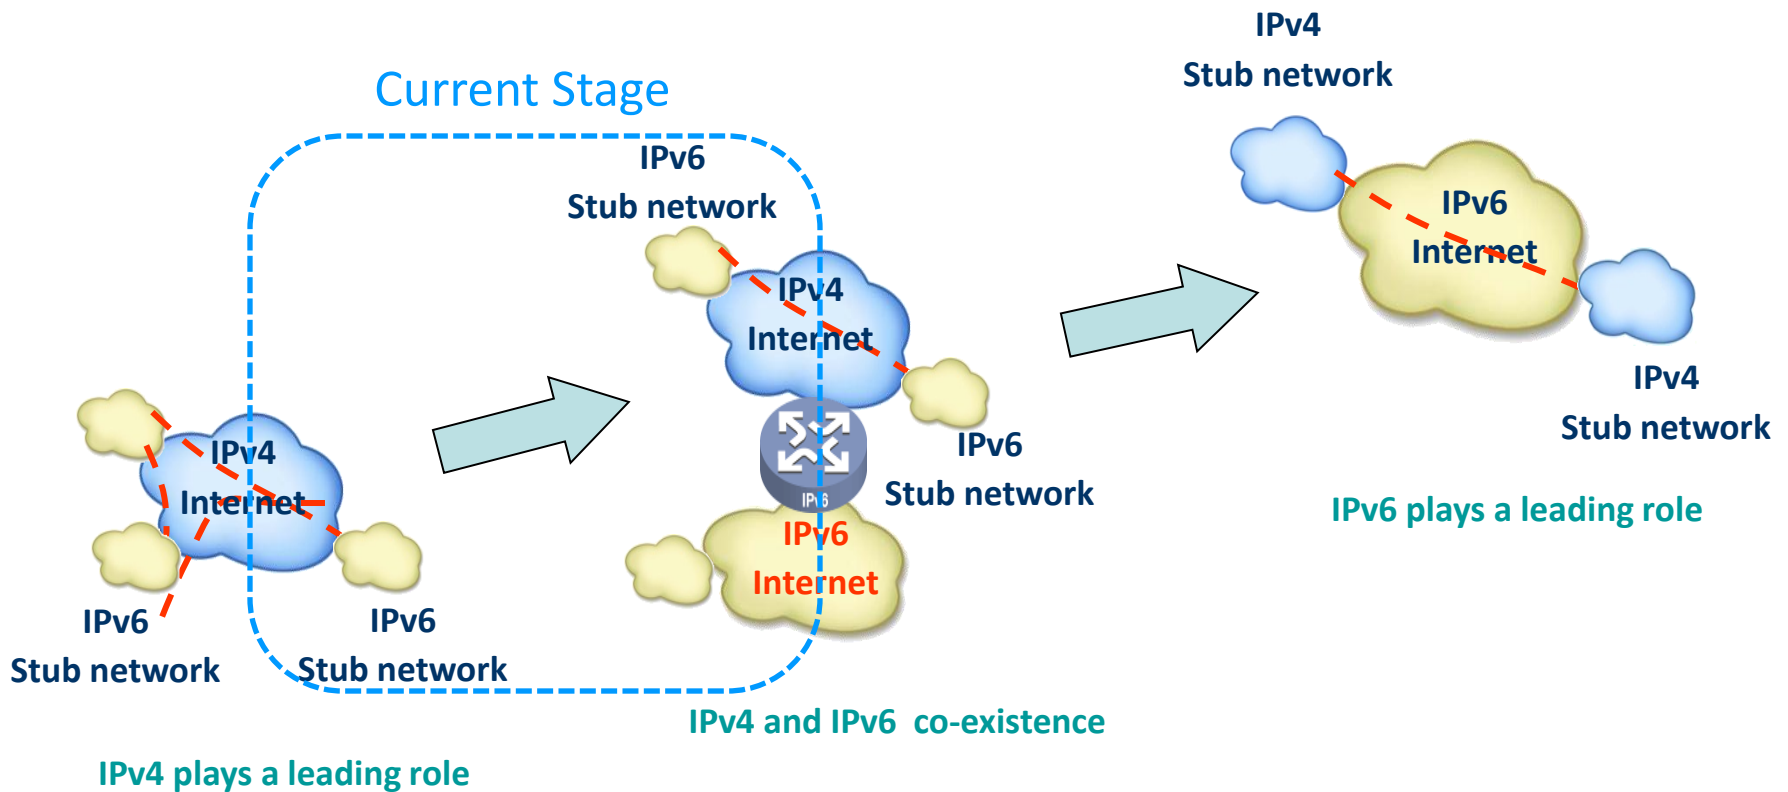 IPv4
Stub network
Current Stage
IPv6
Stub network
IPv6
Internet
IPv4
Internet
IPv4
Stub network
IPv6
Stub network
IPv4
Internet
IPv6
IPv6
Internet
IPv6 plays a leading role
IPv6
Stub network
IPv6
Stub network
IPv4 and IPv6 co-existence
IPv4 plays a leading role